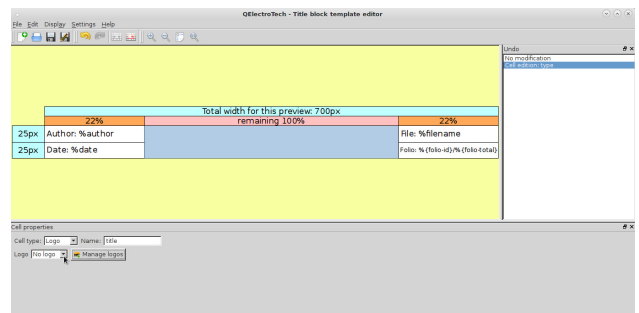 QElectroTech - Title block template editor
File Edit Display Settings Help
Undo
No modification
Cell edition: type
Total width for this preview: 700px
22% remaining 100% 22%
25px Author: %author File: %filename
25px Date: %date Folio: %{folio-id}/%{folio-total}
Cell properties
Cell type: Logo Name: title
Logo No logo Manage logos